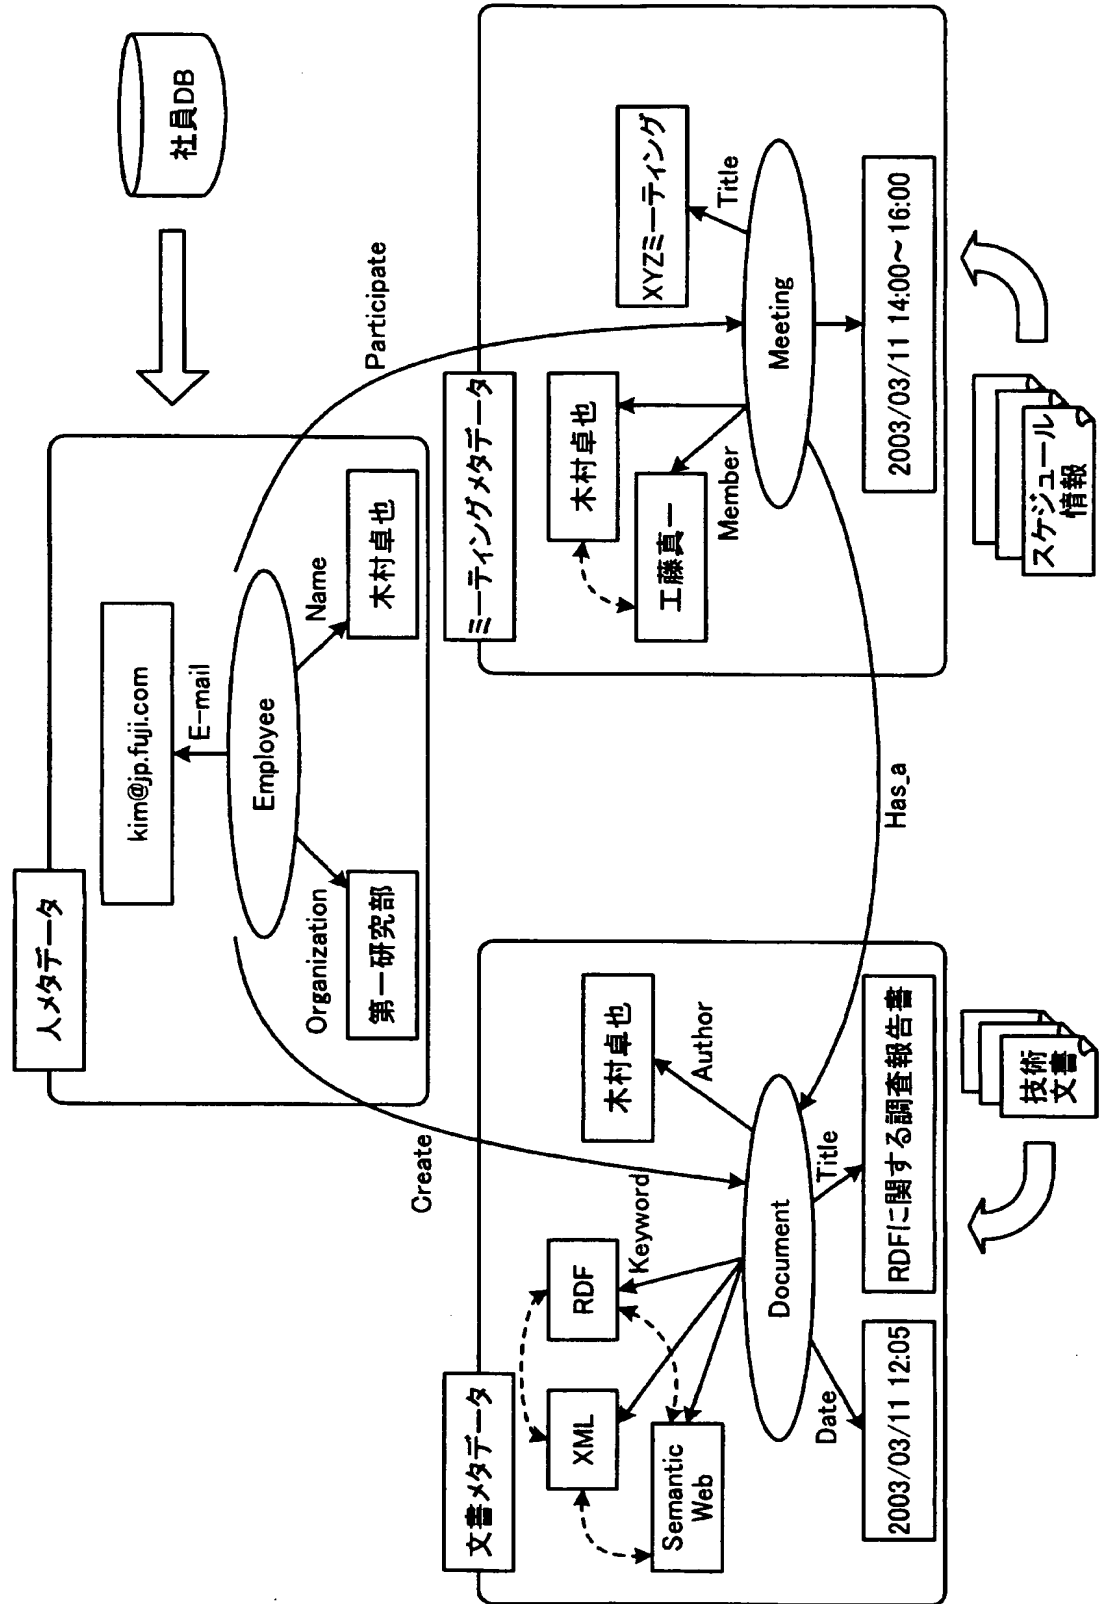 人メタデータ
社員DB
kim@jp.fuji.com
E-mail
Employee
Organization
Name
第一研究部
木村卓也
Create
Participate
文書メタデータ
XML
RDF
Semantic
Web
Keyword
木村卓也
Author
Document
Date
Title
2003/03/11 12:05
RDFに関する調査報告書
技術
文書
Has_a
ミーティングメタデータ
木村卓也
工藤真一
Member
XYZミーティング
Title
Meeting
2003/03/11 14:00～16:00
スケジュール
情報